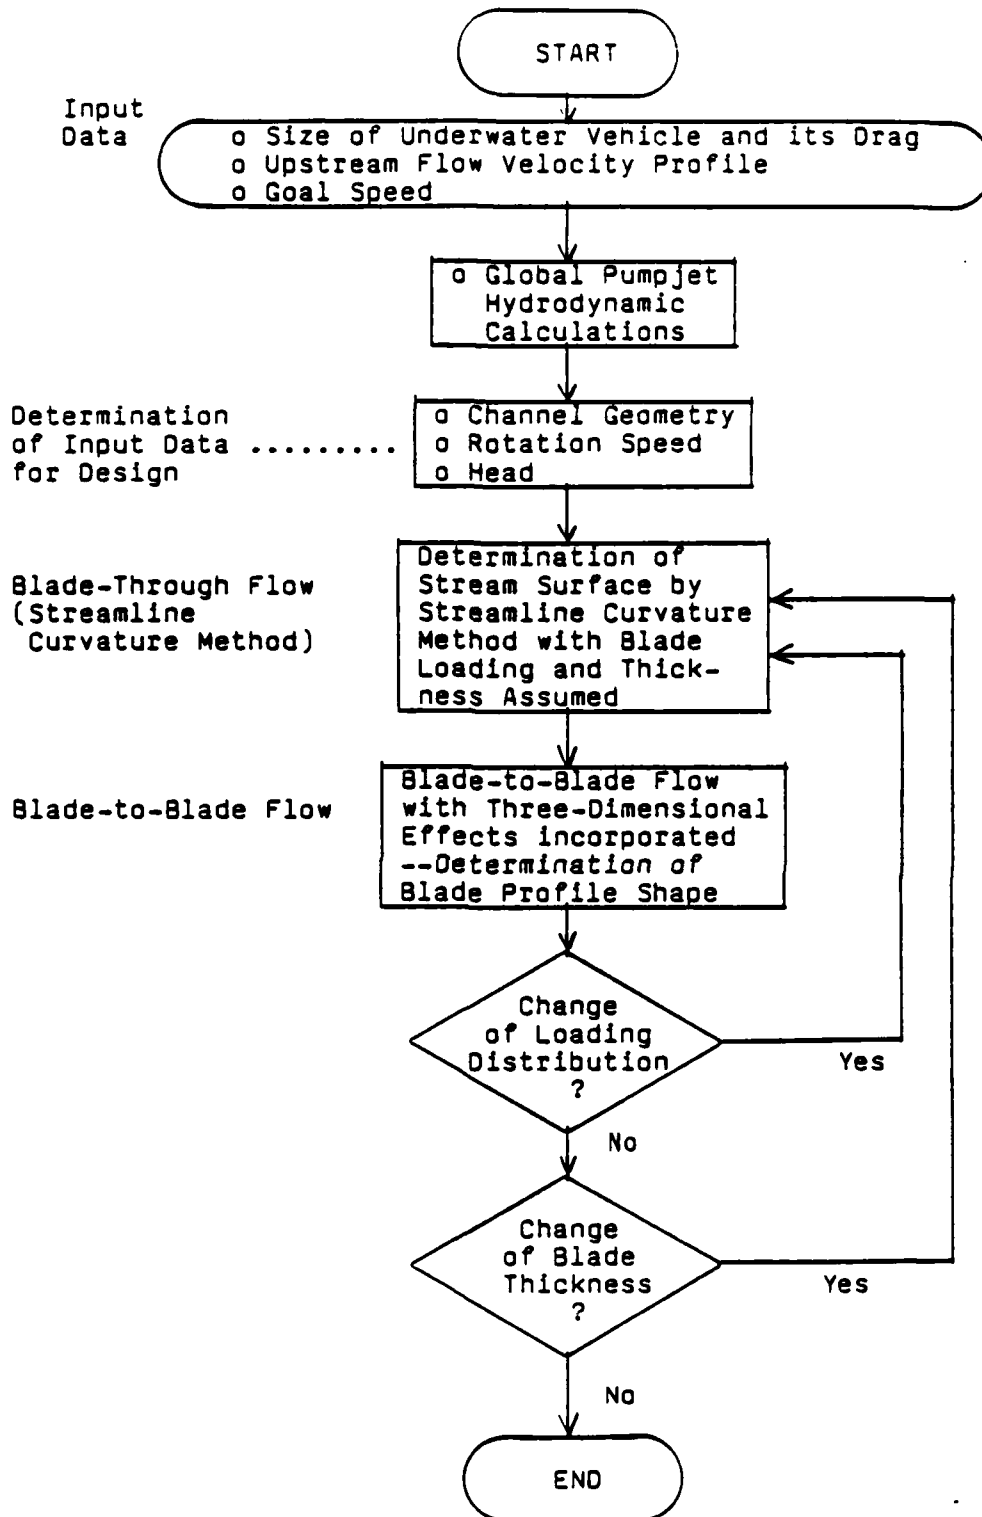 START
Input
Data
o Size of Underwater Vehicle and its Drag
o Upstream Flow Velocity Profile
o Goal Speed
o Global Pumpjet
Hydrodynamic
Calculations
Determination
of Input Data .........
for Design
o Channel Geometry
o Rotation Speed
o Head
Blade-Through Flow
(Streamline
Curvature Method)
Determination of
Stream Surface by
Streamline Curvature
Method with Blade
Loading and Thick-
ness Assumed
Blade-to-Blade Flow
Blade-to-Blade Flow
with Three-Dimensional
Effects incorporated
--Determination of
Blade Profile Shape
Change
of Loading
Distribution
?
Yes
No
Change
of Blade
Thickness
?
Yes
No
END